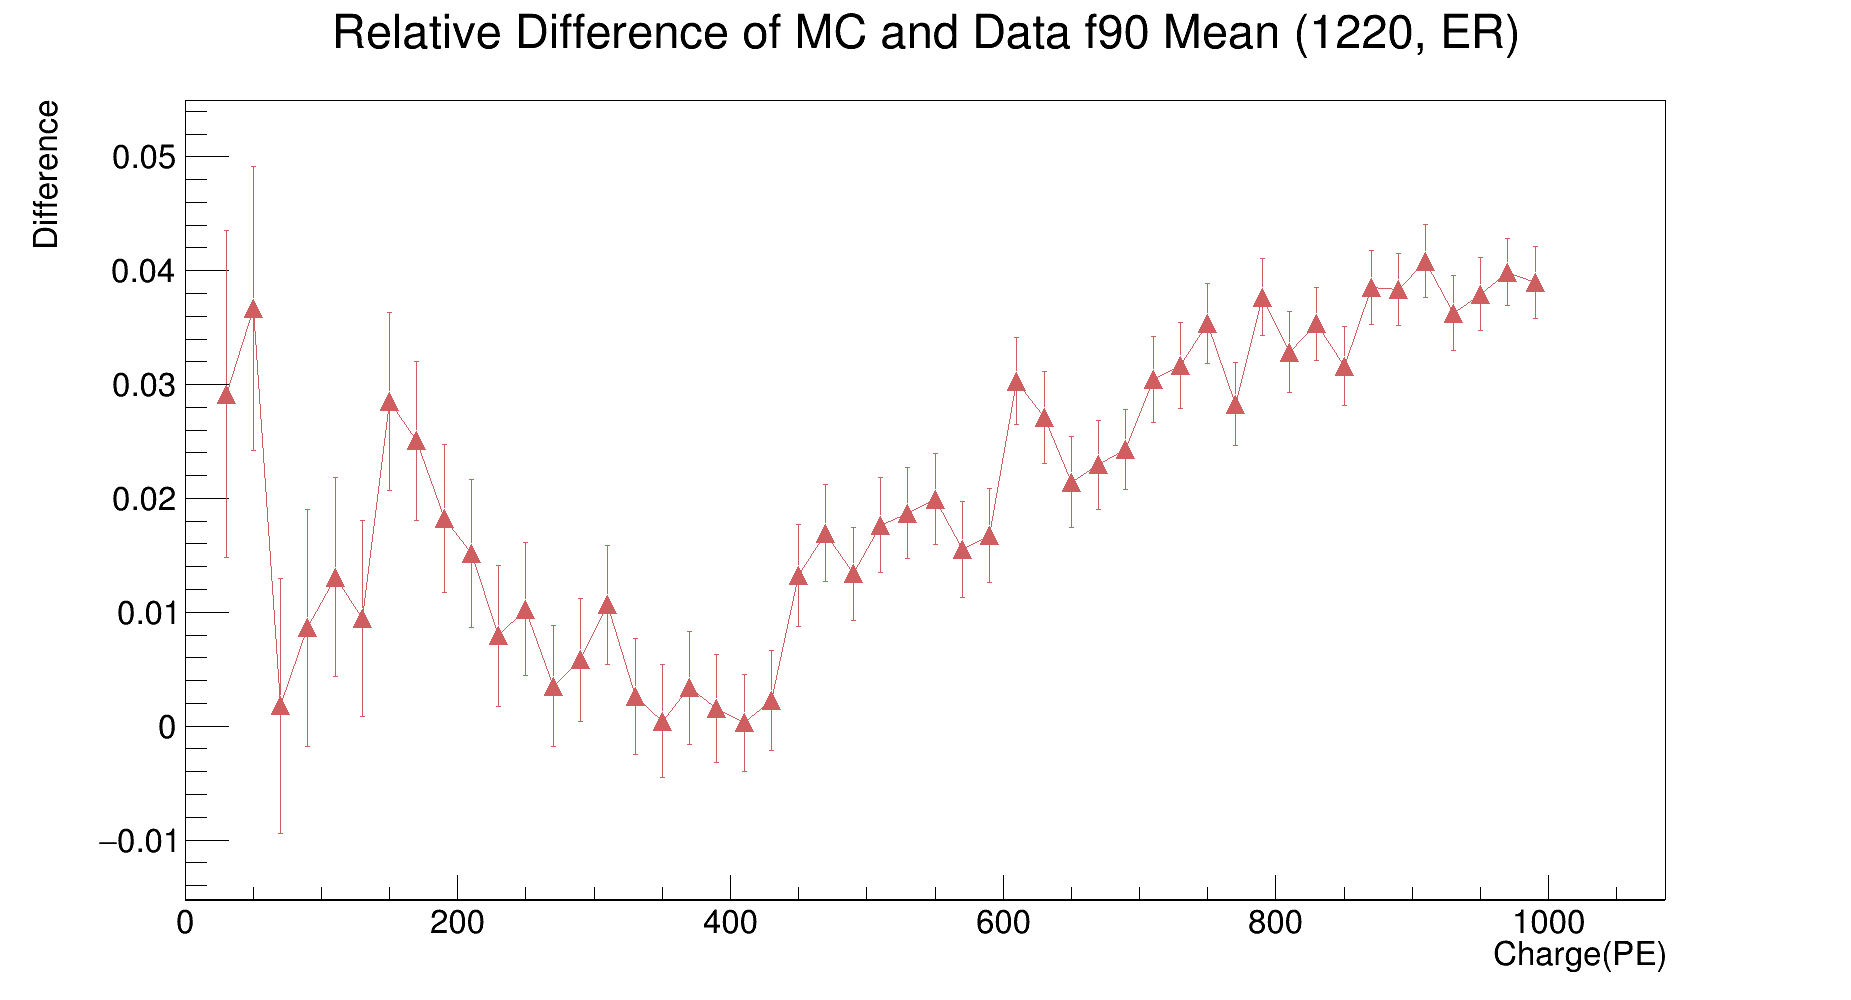 Relative Difference of MC and Data f90 Mean (1220, ER)
Difference
0.05
0.04
0.03
0.02
0.01
0
−0.01
0 200 400 600 800 1000
Charge(PE)